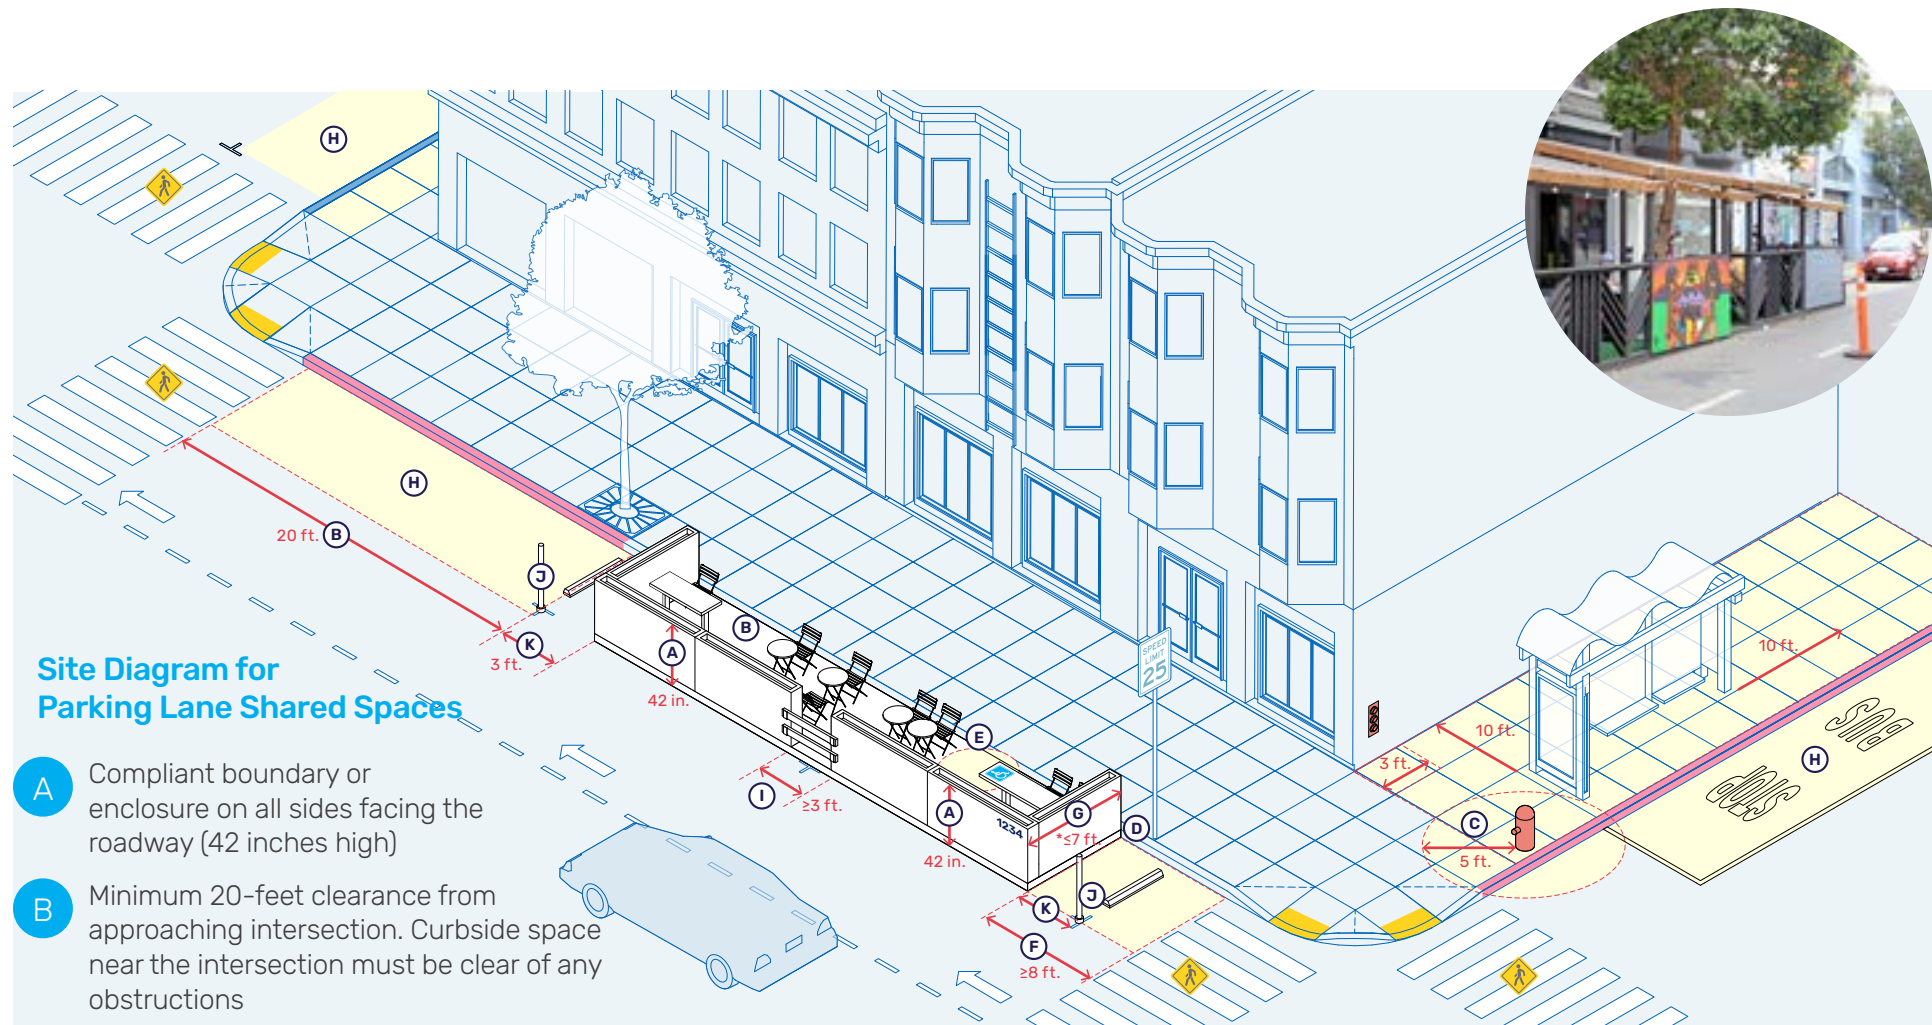 H
H
20 ft. B
J
K
3 ft.
B
A
42 in.
SPEED
LIMIT
25
E
I
≥3 ft.
A
42 in.
G
*≤7 ft.
1234
D
J
K
F
≥8 ft.
10 ft.
10 ft.
3 ft.
C
5 ft.
BUS
STOP
H
Site Diagram for
Parking Lane Shared Spaces
A
Compliant boundary or
enclosure on all sides facing the
roadway (42 inches high)
B
Minimum 20-feet clearance from
approaching intersection. Curbside space
near the intersection must be clear of any
obstructions